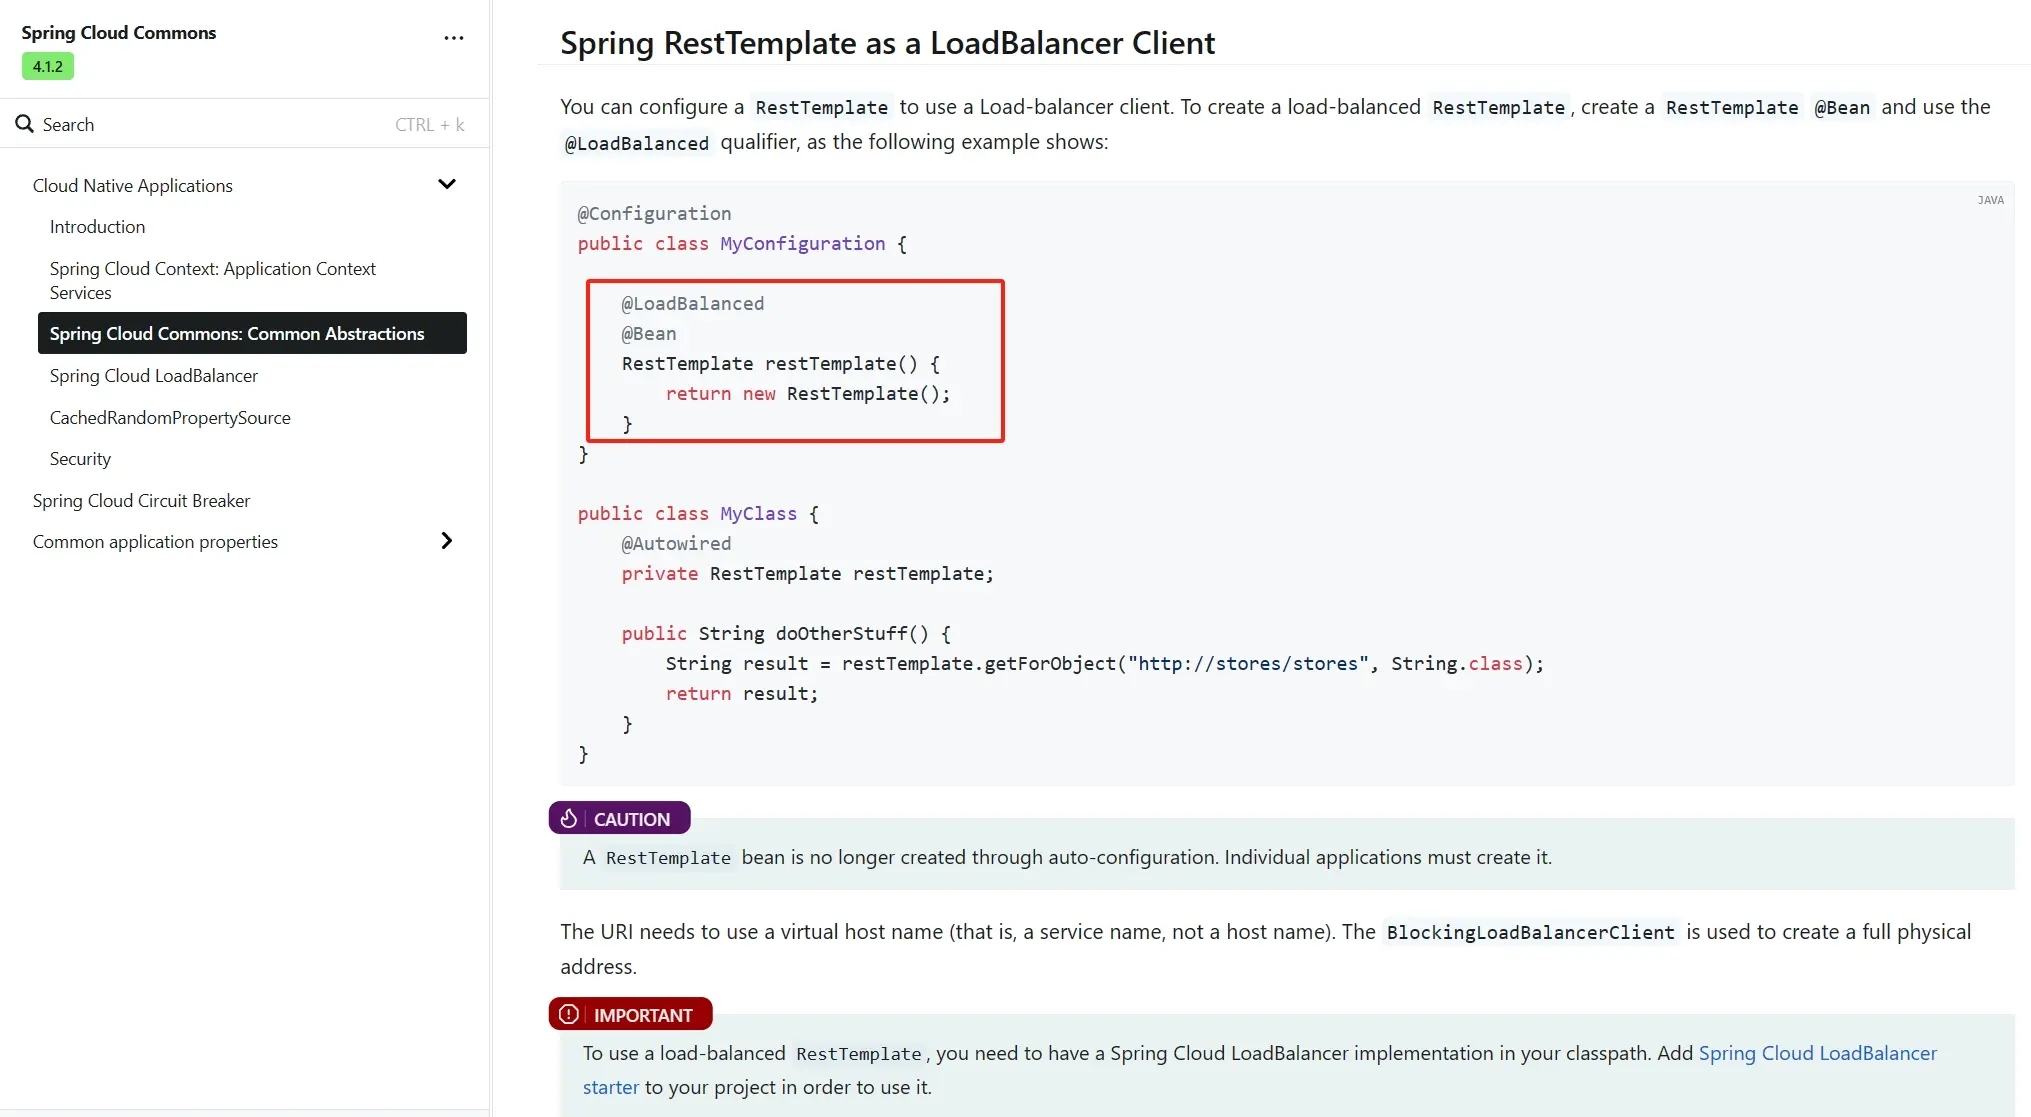 Spring Cloud Commons
...
4.1.2
Search
CTRL + k
Cloud Native Applications
Introduction
Spring Cloud Context: Application Context
Services
Spring Cloud Commons: Common Abstractions
Spring Cloud LoadBalancer
CachedRandomPropertySource
Security
Spring Cloud Circuit Breaker
Common application properties
Spring RestTemplate as a LoadBalancer Client
You can configure a RestTemplate to use a Load-balancer client. To create a load-balanced RestTemplate, create a RestTemplate @Bean and use the
@LoadBalanced qualifier, as the following example shows:
JAVA
@Configuration
public class MyConfiguration {
    @LoadBalanced
    @Bean
    RestTemplate restTemplate() {
        return new RestTemplate();
    }
}
public class MyClass {
    @Autowired
    private RestTemplate restTemplate;
    public String doOtherStuff() {
        String result = restTemplate.getForObject("http://stores/stores", String.class);
        return result;
    }
}
CAUTION
A RestTemplate bean is no longer created through auto-configuration. Individual applications must create it.
The URI needs to use a virtual host name (that is, a service name, not a host name). The BlockingLoadBalancerClient is used to create a full physical
address.
IMPORTANT
To use a load-balanced RestTemplate, you need to have a Spring Cloud LoadBalancer implementation in your classpath. Add Spring Cloud LoadBalancer
starter to your project in order to use it.